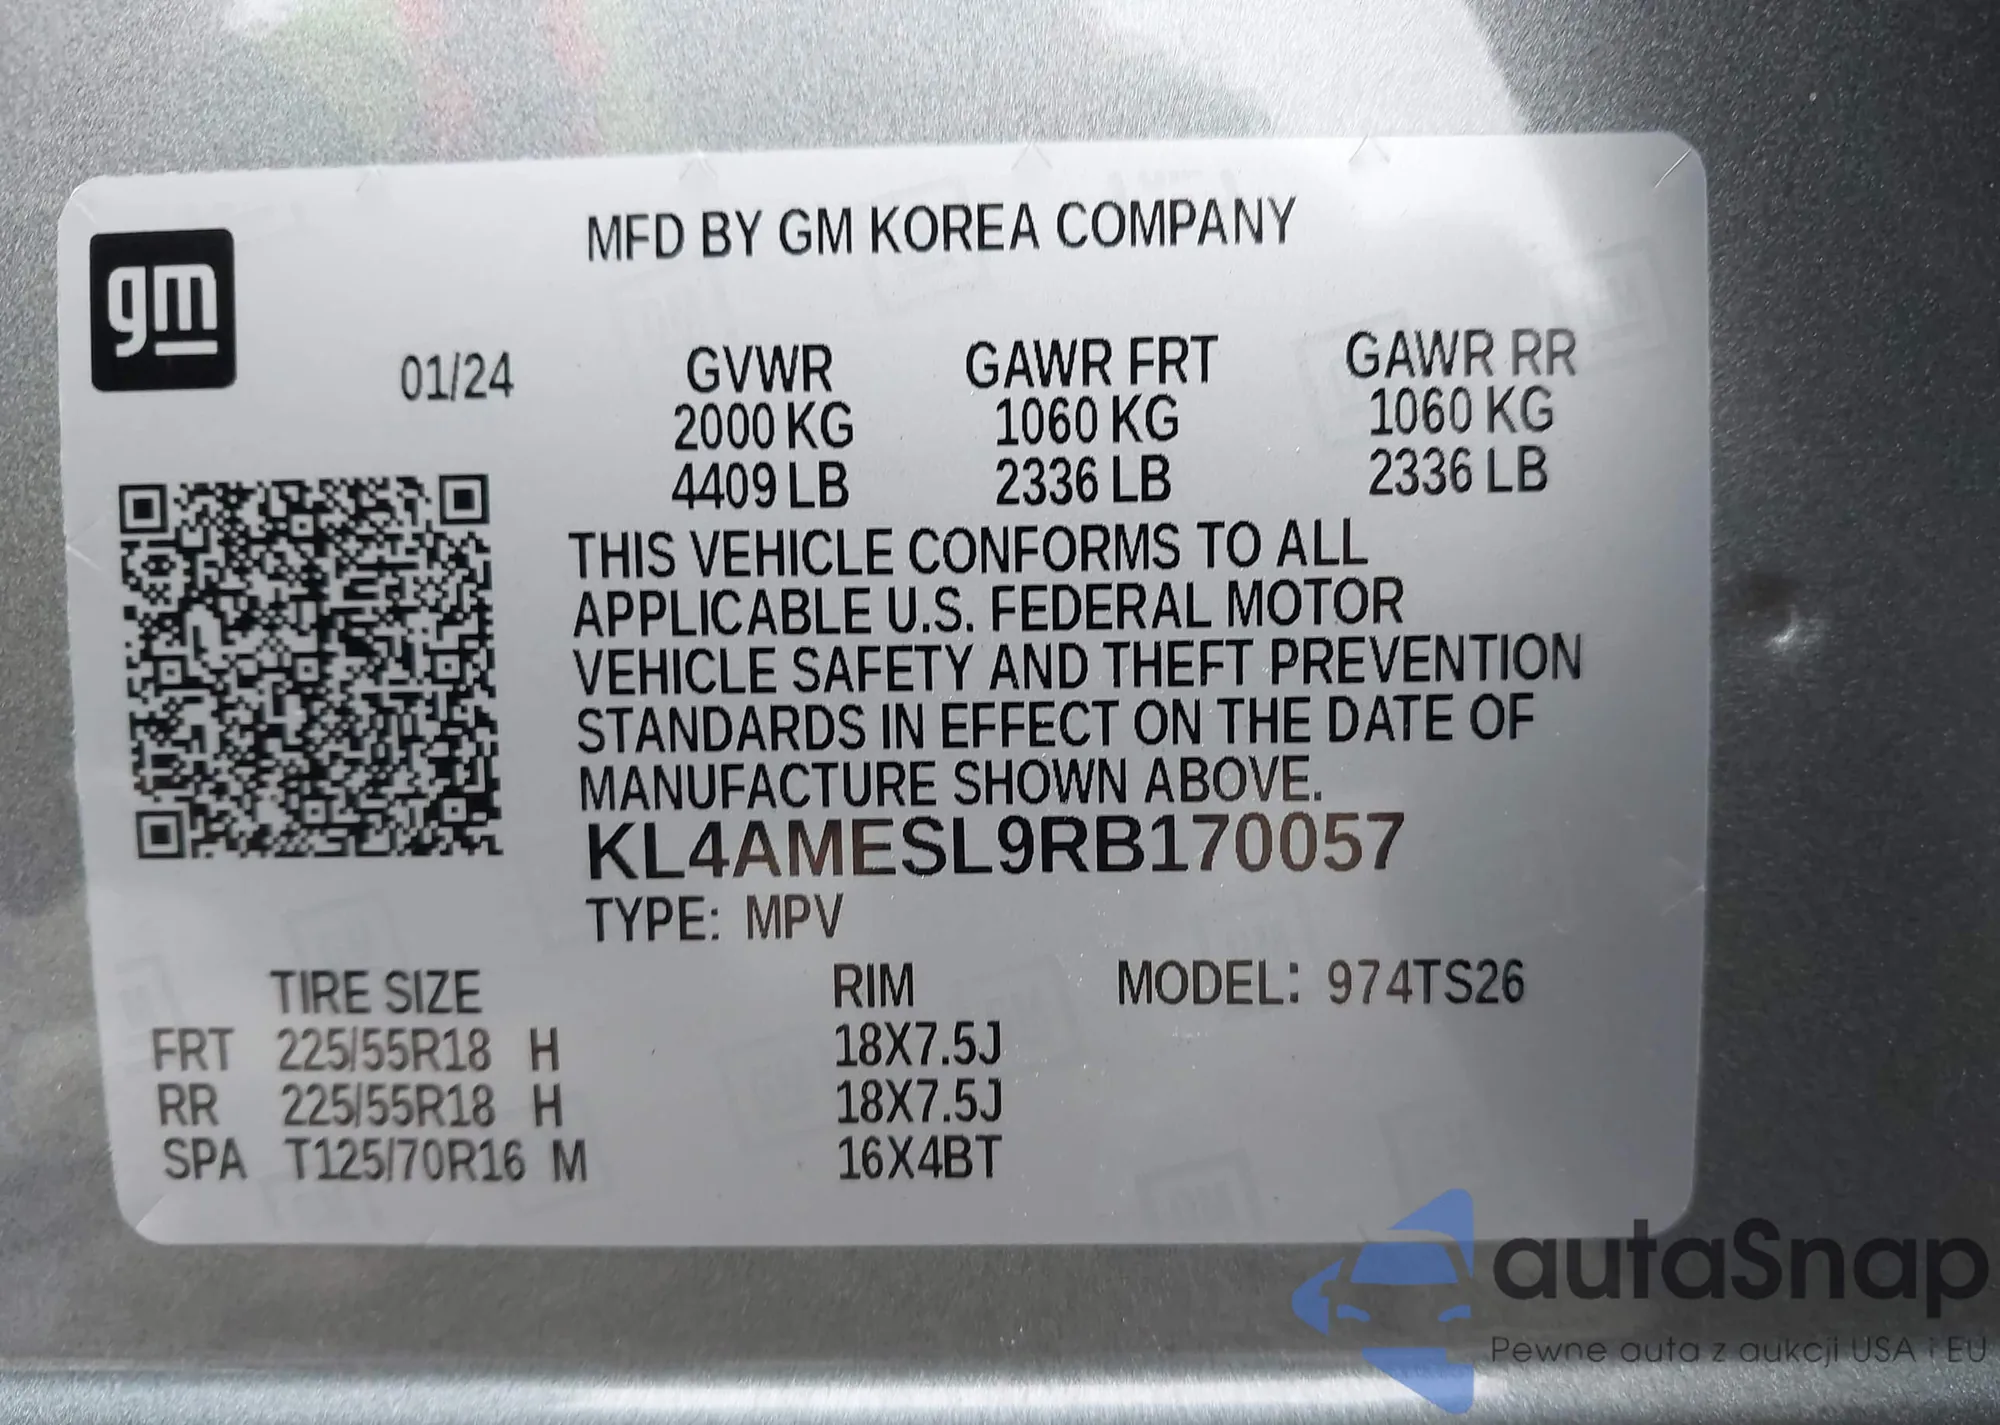 MFD BY GM KOREA COMPANY
gm
01/24
GVWR GAWR FRT GAWR RR
2000 KG 1060 KG 1060 KG
4409 LB 2336 LB 2336 LB
THIS VEHICLE CONFORMS TO ALL
APPLICABLE U.S. FEDERAL MOTOR
VEHICLE SAFETY AND THEFT PREVENTION
STANDARDS IN EFFECT ON THE DATE OF
MANUFACTURE SHOWN ABOVE.
KL4AMESL9RB170057
TYPE: MPV
TIRE SIZE RIM MODEL: 974TS26
FRT 225/55R18 H 18X7.5J
RR 225/55R18 H 18X7.5J
SPA T125/70R16 M 16X4BT
autaSnap
Pewne auta z aukcji USA i EU